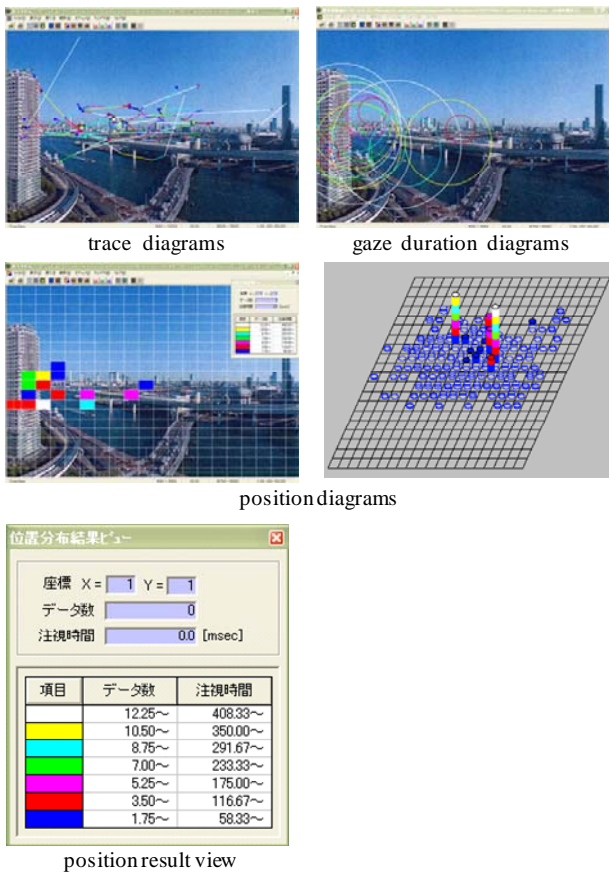 trace diagrams
gaze duration diagrams
position diagrams
位置分布結果ビュー
座標 X= 1 Y= 1
データ数 0
注視時間 0.0 [msec]
項目 データ数 注視時間
12.25～ 408.33～
10.50～ 350.00～
8.75～ 291.67～
7.00～ 233.33～
5.25～ 175.00～
3.50～ 116.67～
1.75～ 58.33～
position result view